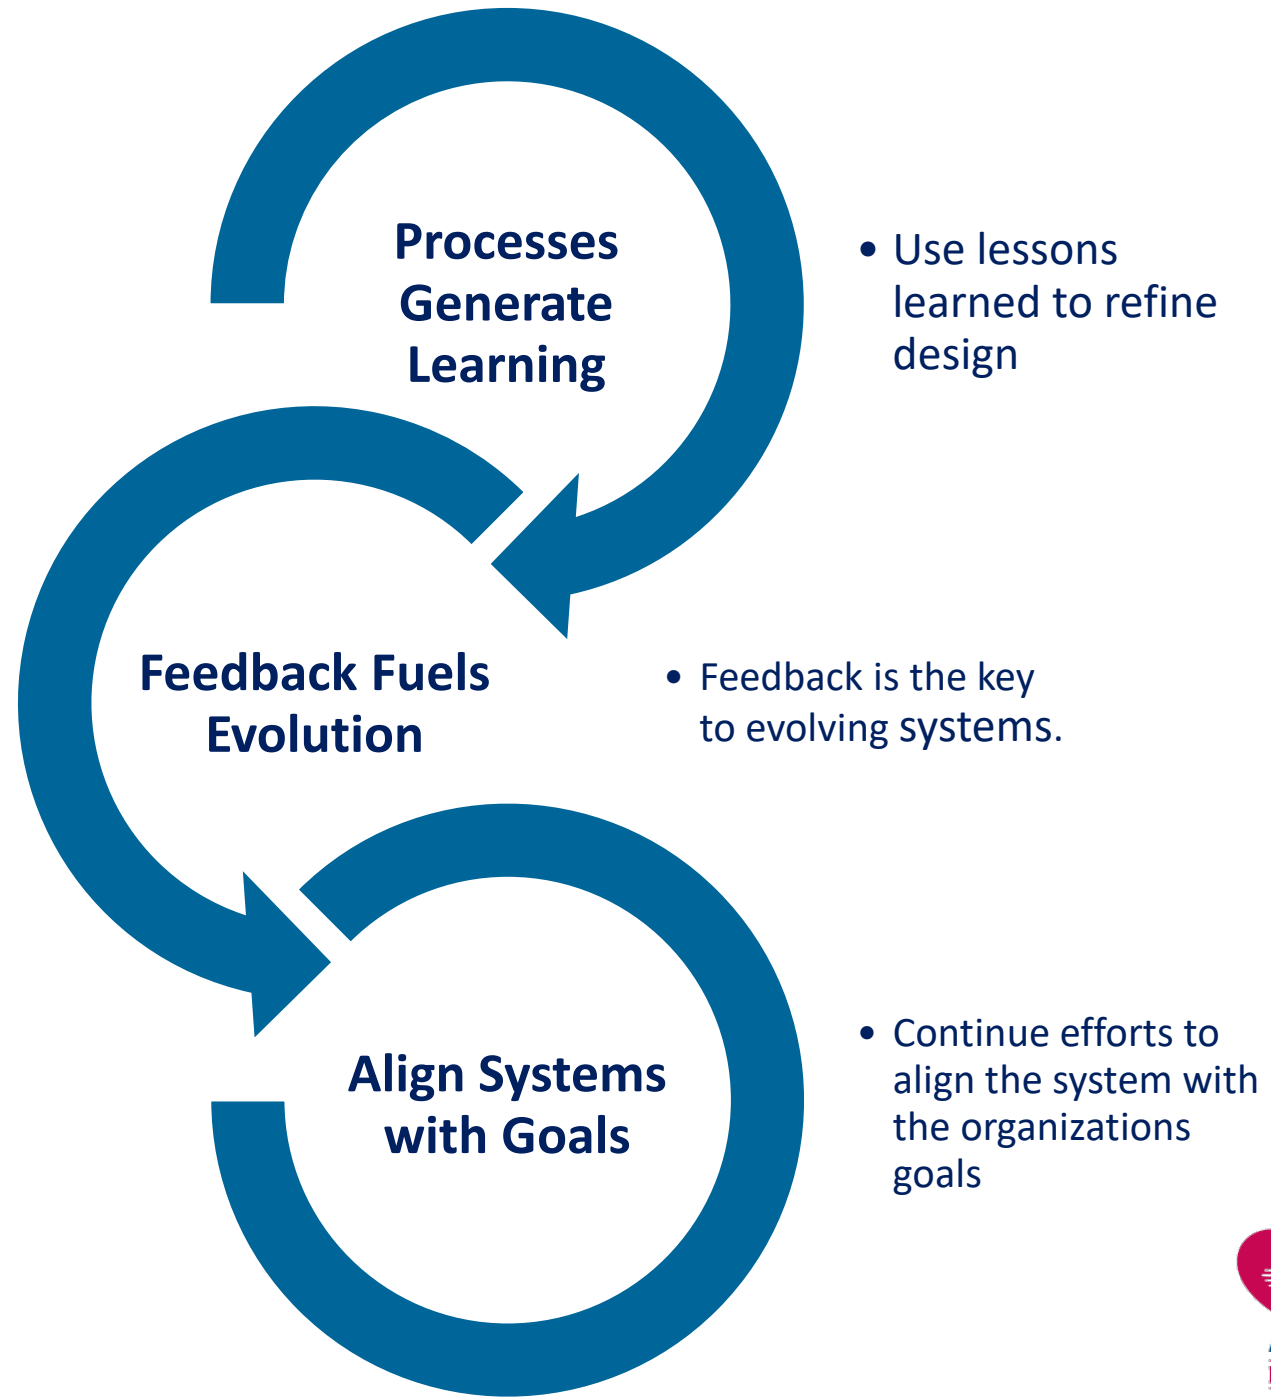 Processes
Generate
Learning
• Use lessons
learned to refine
design
Feedback Fuels
Evolution
• Feedback is the key
to evolving systems.
Align Systems
with Goals
• Continue efforts to
align the system with
the organizations
goals